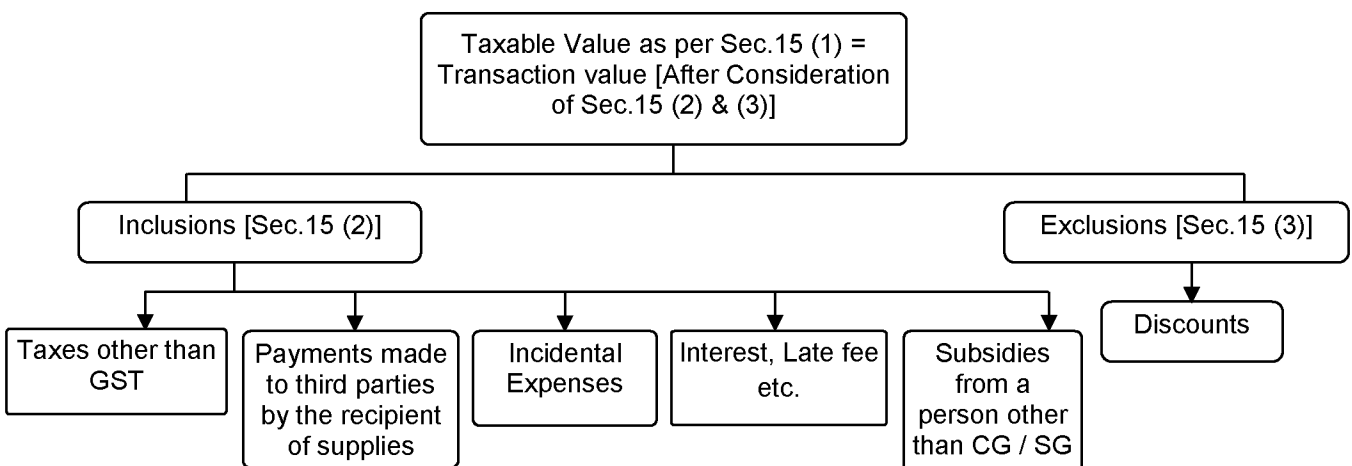 Taxable Value as per Sec.15 (1) =
Transaction value [After Consideration
of Sec.15 (2) & (3)]
Inclusions [Sec.15 (2)]
Exclusions [Sec.15 (3)]
Taxes other than
GST
Payments made
to third parties
by the recipient
of supplies
Incidental
Expenses
Interest, Late fee
etc.
Subsidies
from a
person other
than CG / SG
Discounts